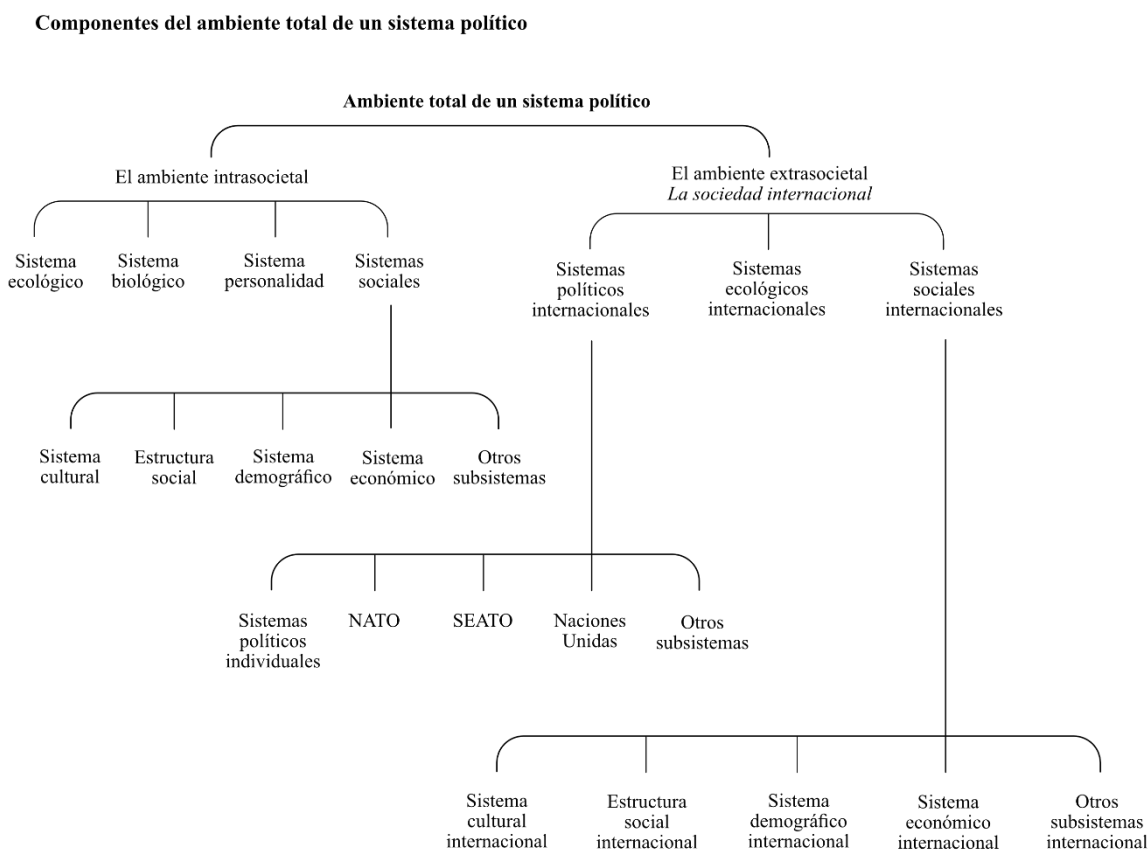 Componentes del ambiente total de un sistema político
Ambiente total de un sistema político
El ambiente intrasocietal
El ambiente extrasocietal
La sociedad internacional
Sistema
ecológico
Sistema
biológico
Sistema
personalidad
Sistemas
sociales
Sistemas
políticos
internacionales
Sistemas
ecológicos
internacionales
Sistemas
sociales
internacionales
Sistema
cultural
Estructura
social
Sistema
demográfico
Sistema
económico
Otros
subsistemas
Sistemas
políticos
individuales
NATO
SEATO
Naciones
Unidas
Otros
subsistemas
Sistema
cultural
internacional
Estructura
social
internacional
Sistema
demográfico
internacional
Sistema
económico
internacional
Otros
subsistemas
internacional